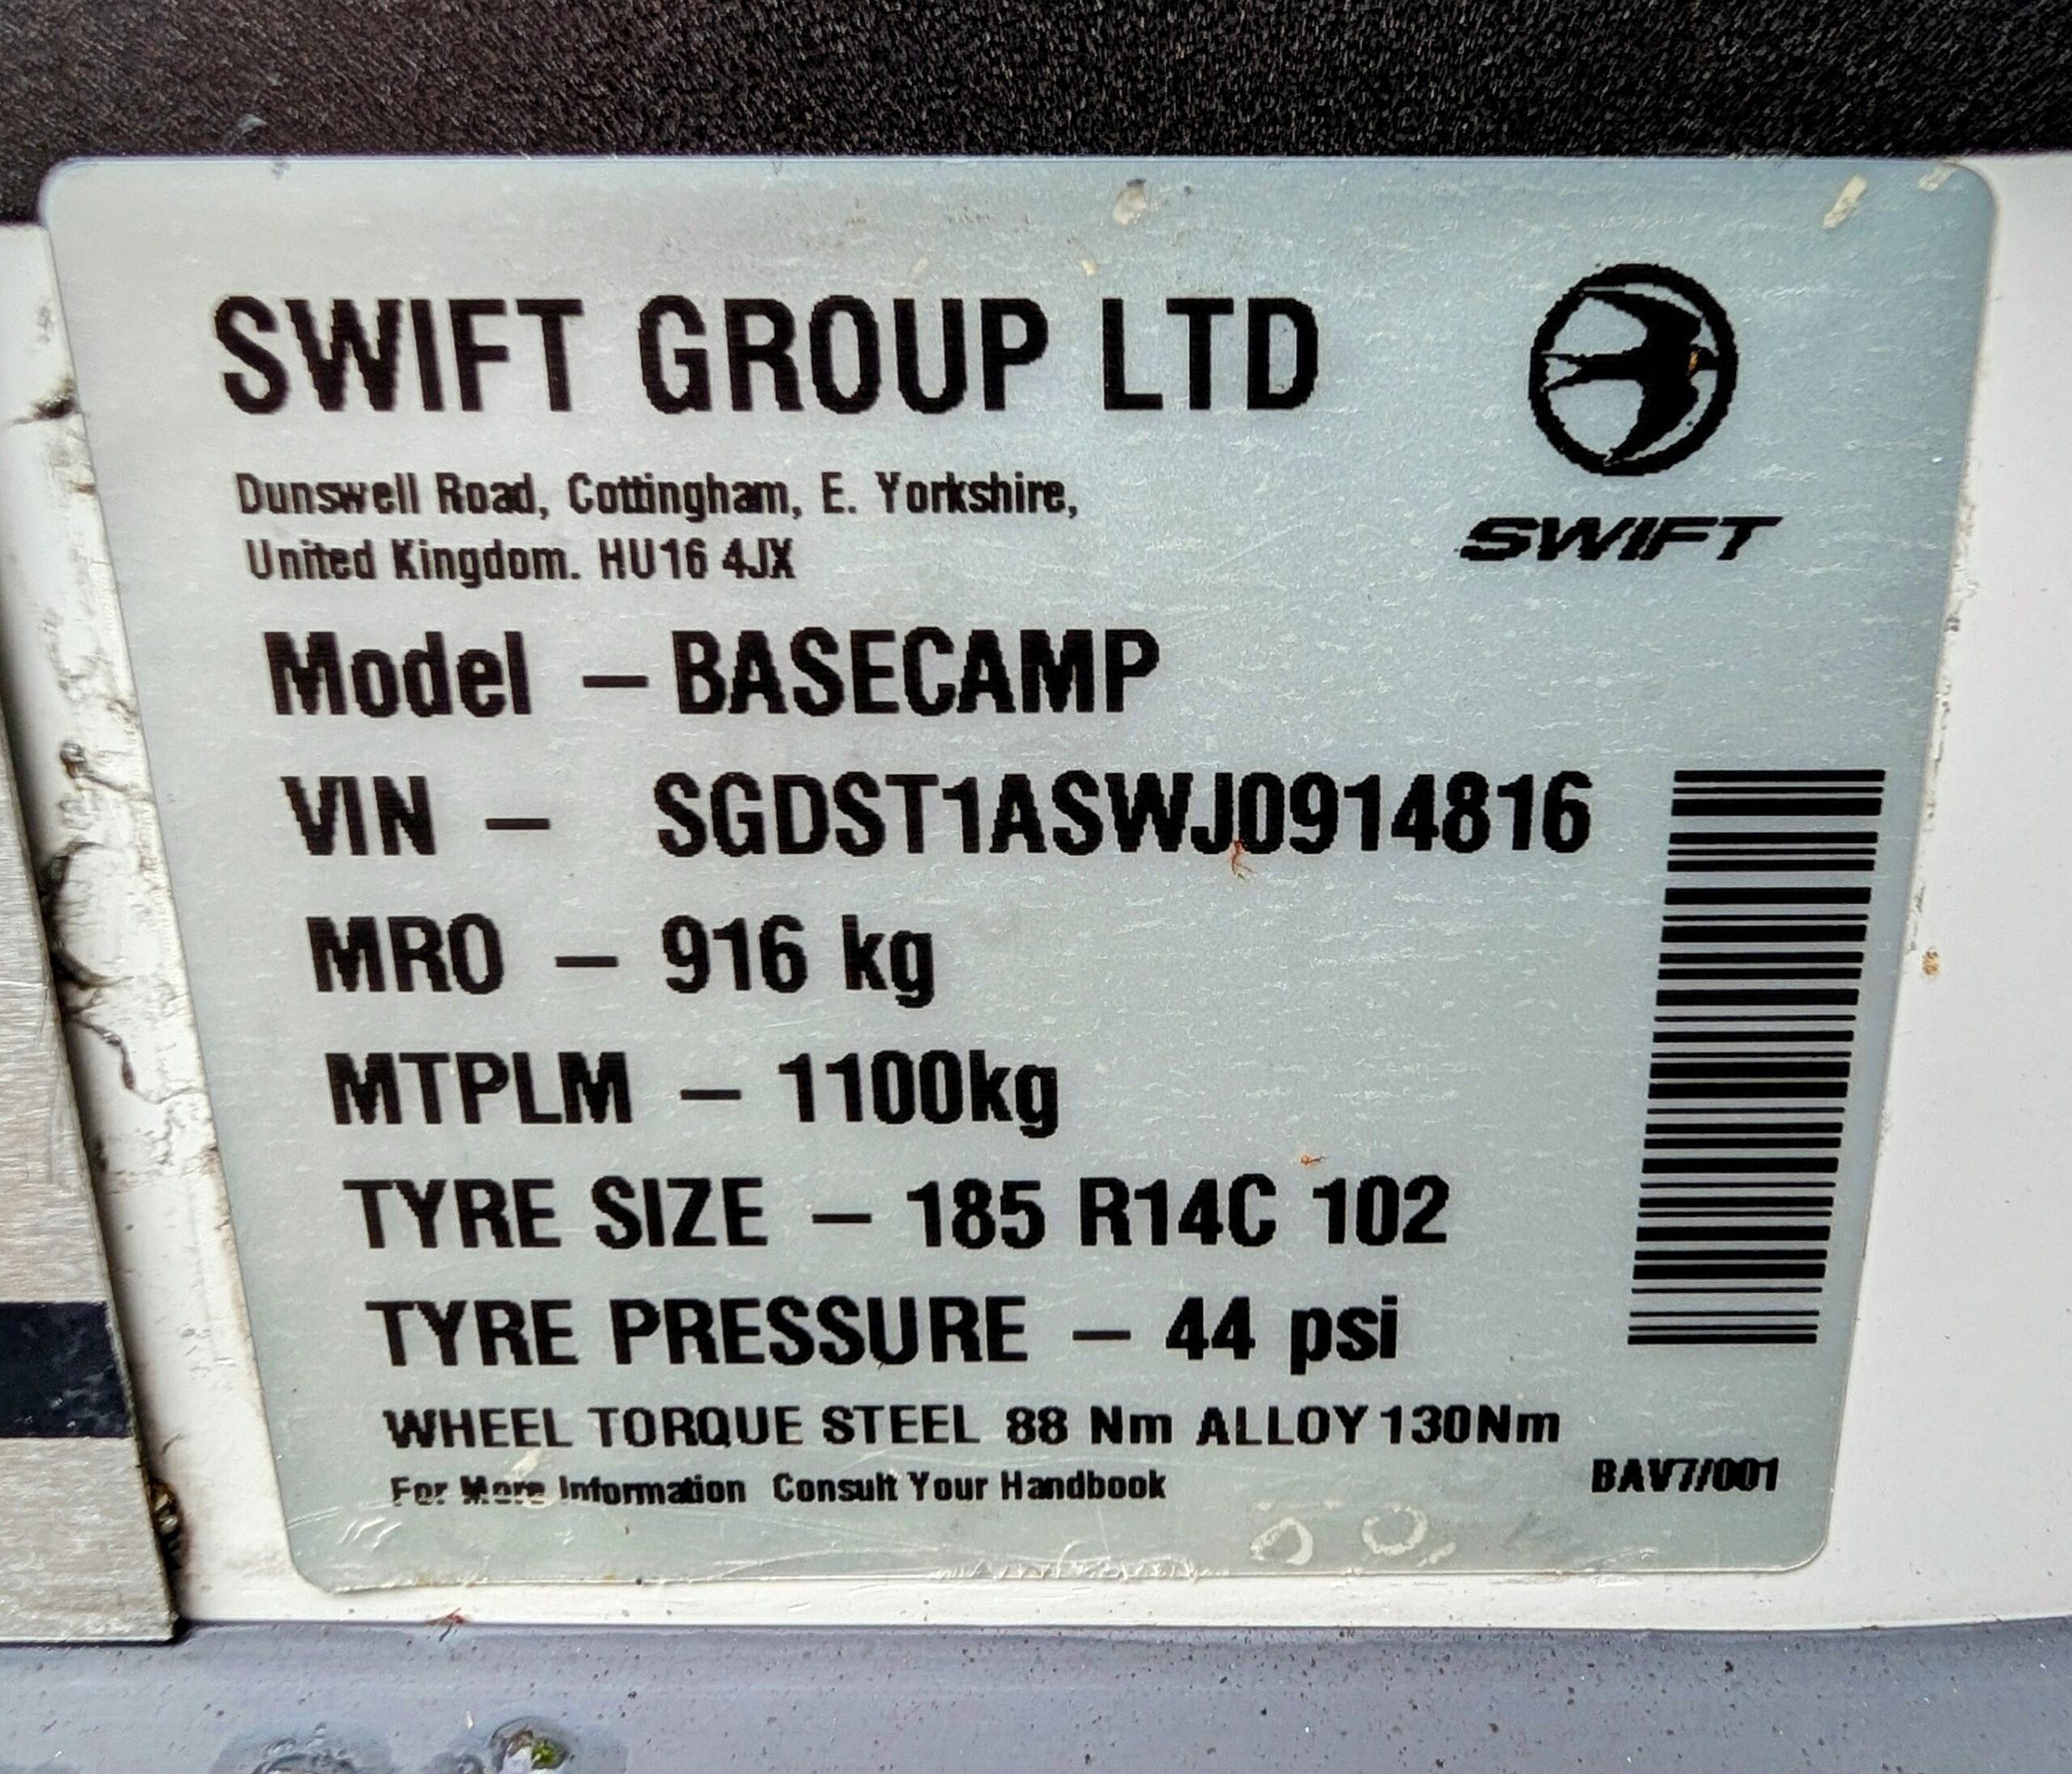 SWIFT GROUP LTD
Dunswell Road, Cottingham, E. Yorkshire,
United Kingdom. HU16 4JX
SWIFT
Model – BASECAMP
VIN – SGDST1ASWJ0914816
MRO – 916 kg
MTPLM – 1100kg
TYRE SIZE – 185 R14C 102
TYRE PRESSURE – 44 psi
WHEEL TORQUE STEEL 88 Nm ALLOY 130Nm
For More Information Consult Your Handbook
BAV7/001